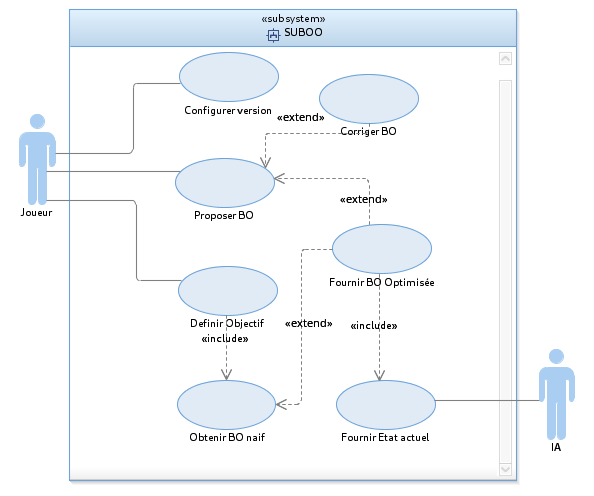 «subsystem»
SUBOO
Configurer version
«extend»
Corriger BO
Joueur
Proposer BO
«extend»
Fournir BO Optimisée
Definir Objectif
«extend»
«include»
«include»
Obtenir BO naif
Fournir Etat actuel
IA